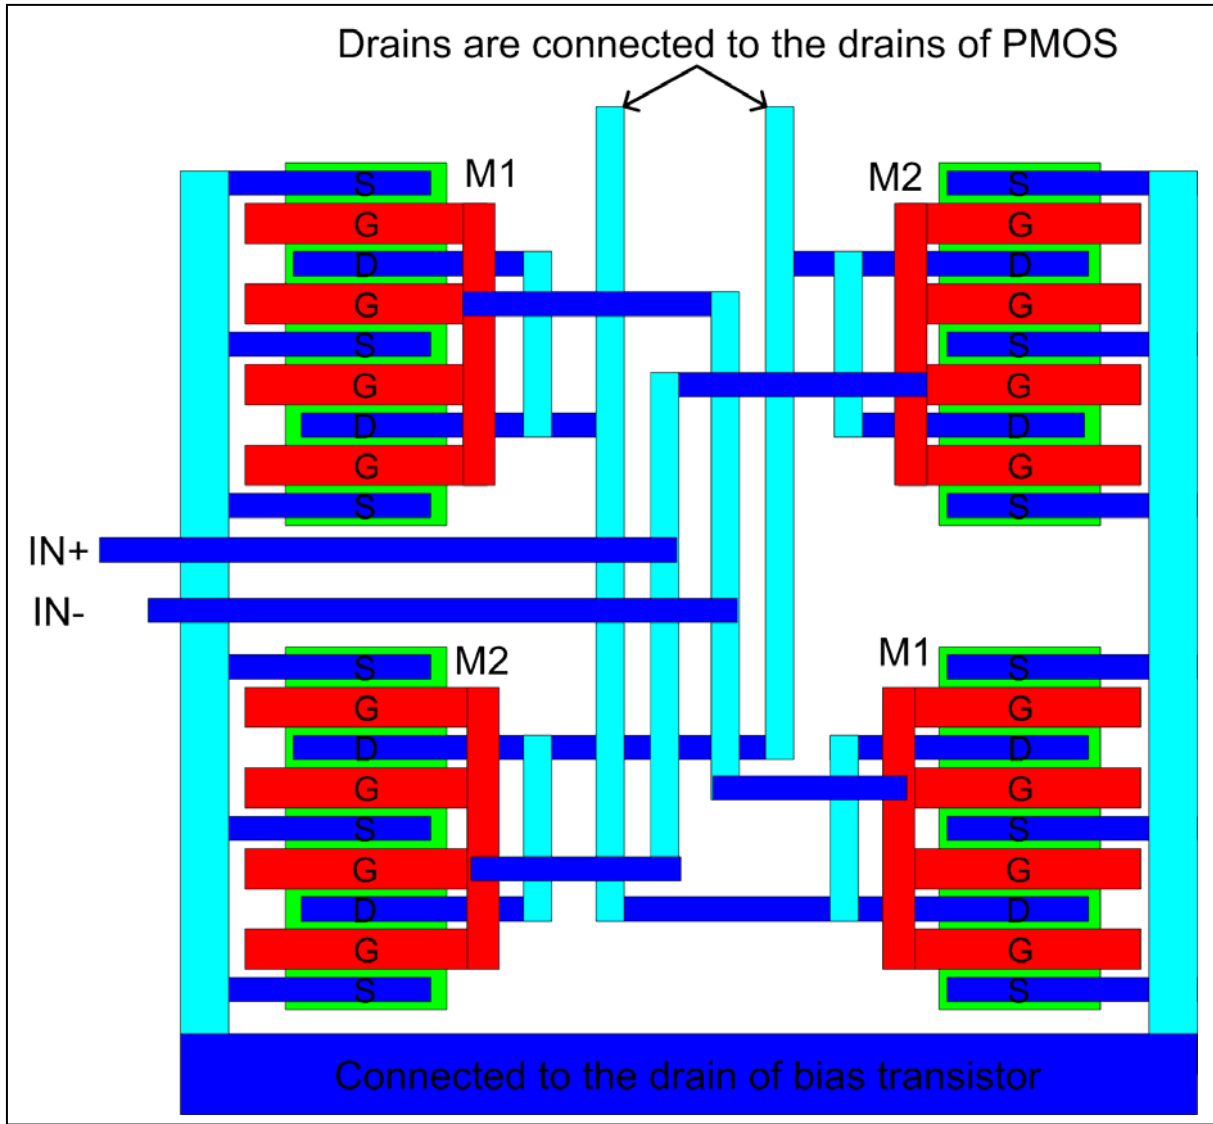 Drains are connected to the drains of PMOS
M1
M2
S
G
D
G
S
G
D
G
S
S
G
D
G
S
G
D
G
S
IN+
IN-
M2
M1
S
G
D
G
S
G
D
G
S
S
G
D
G
S
G
D
G
S
Connected to the drain of bias transistor